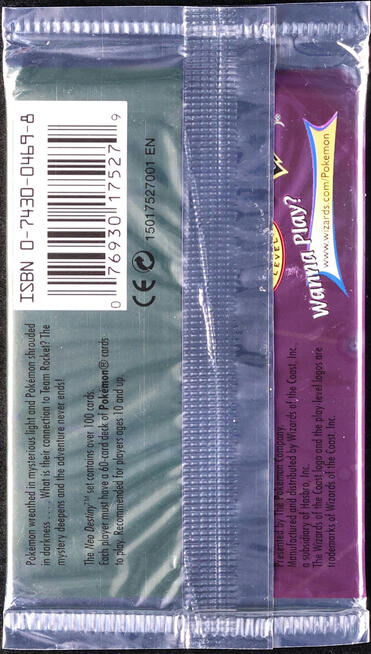 ISBN 0-7430-0469-8
0 76930 17527 9
CE 15017527001 EN
Pokémon wreathed in mysterious light and Pokémon shrouded
in darkness . . . . What is their connection to Team Rocket? The
mystery deepens and the adventure never ends!
The Neo Destiny™ set contains over 100 cards.
Each player must have a 60-card deck of Pokémon® cards
to play. Recommended for players ages 10 and up.
LEVEL
Wanna Play?
www.wizards.com/Pokemon
Presented by The Pokémon Company.
Manufactured and distributed by Wizards of the Coast, Inc.,
a subsidiary of Hasbro, Inc.
The Wizards of the Coast logo and the play level logos are
trademarks of Wizards of the Coast, Inc.